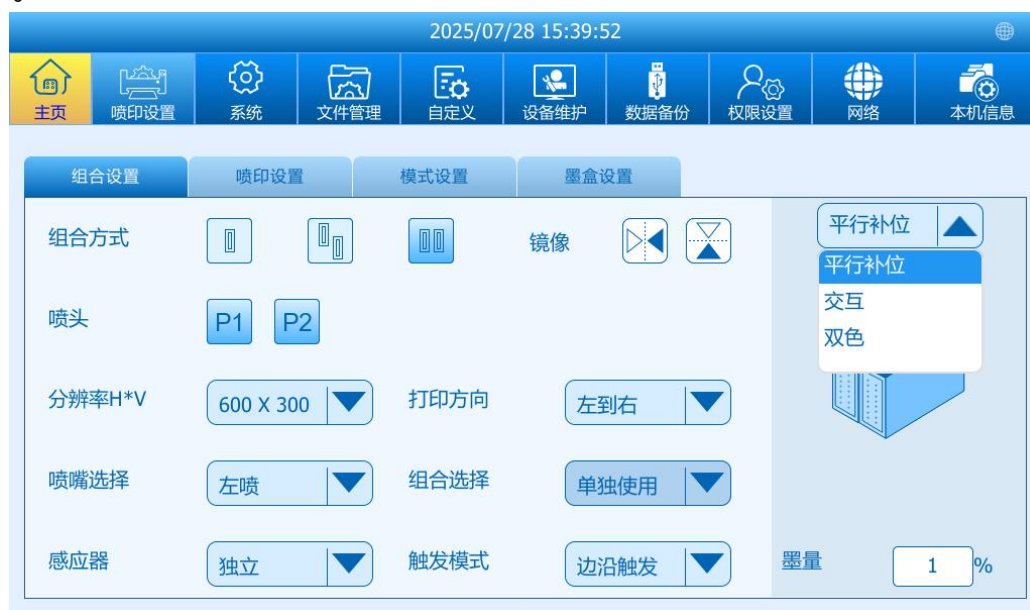 2025/07/28 15:39:52
主页 喷印设置 系统 文件管理 自定义 设备维护 数据备份 权限设置 网络 本机信息
组合设置 喷印设置 模式设置 墨盒设置
组合方式 镜像 平行补位
平行补位
交互
双色
喷头 P1 P2
分辨率H*V 600 X 300 打印方向 左到右
喷嘴选择 左喷 组合选择 单独使用
感应器 独立 触发模式 边沿触发 墨量 1 %